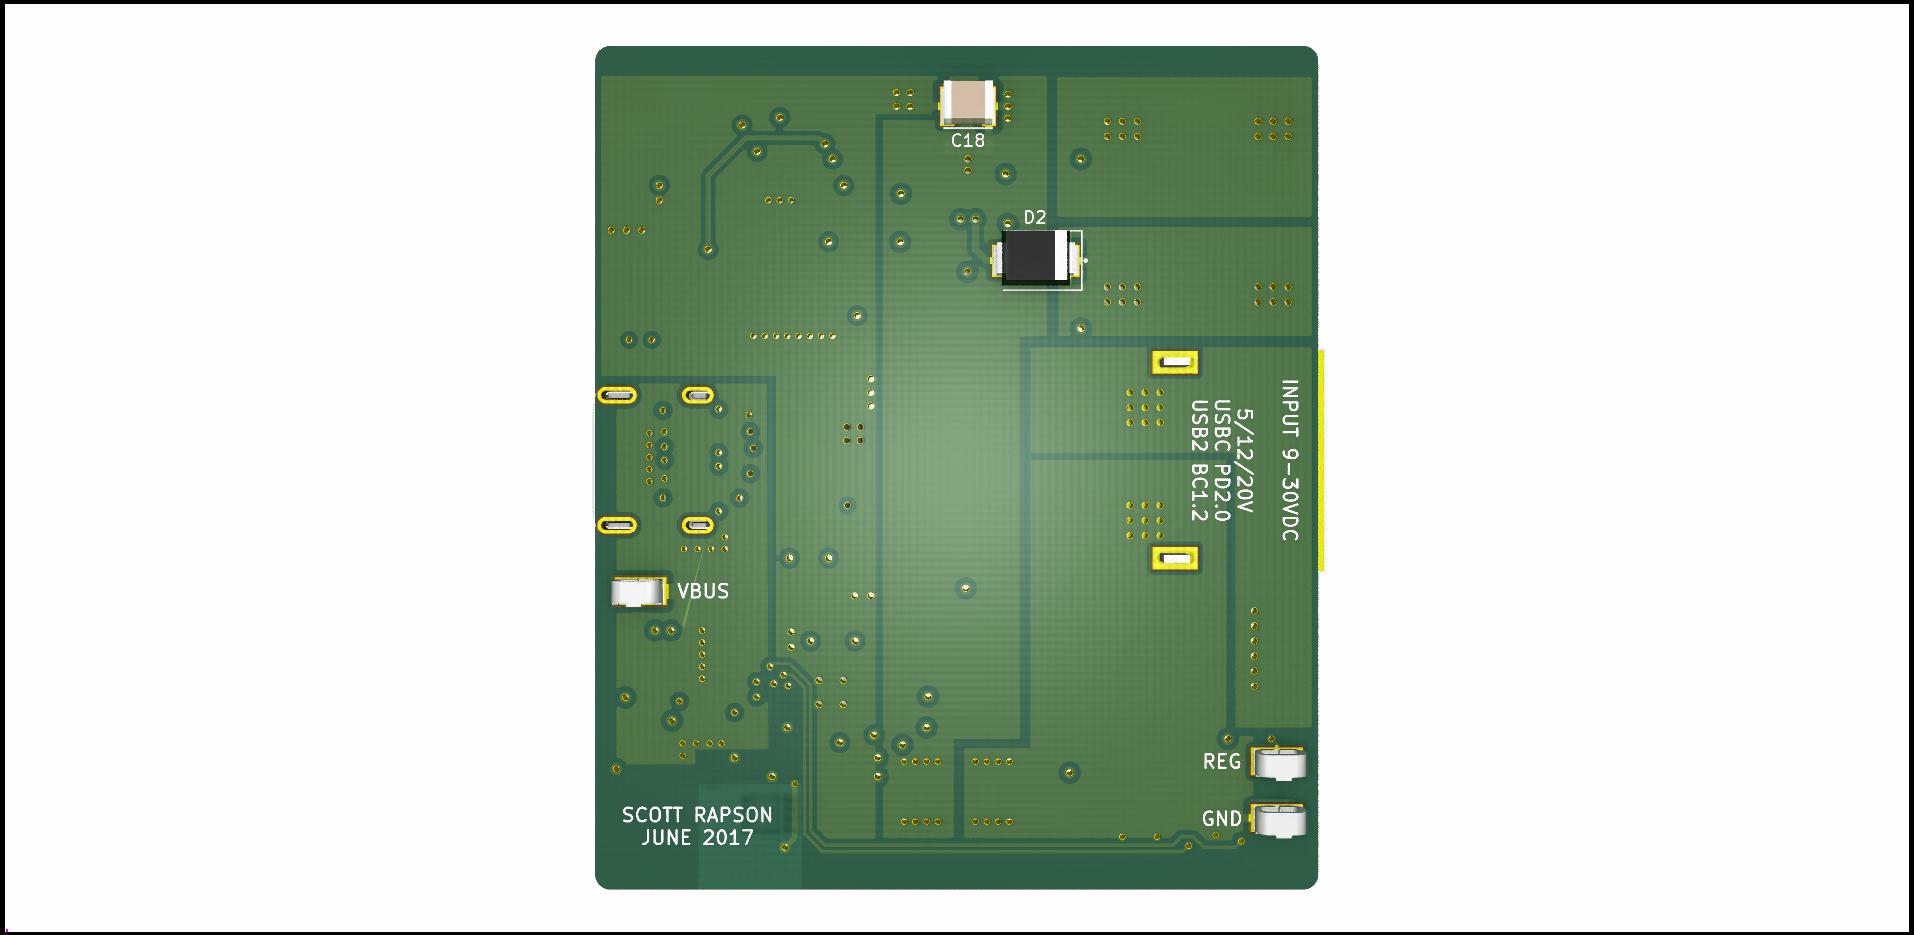 C18
D2
INPUT 9-30VDC
5/12/20V
USBC PD2.0
USB2 BC1.2
VBUS
REG
GND
SCOTT RAPSON
JUNE 2017